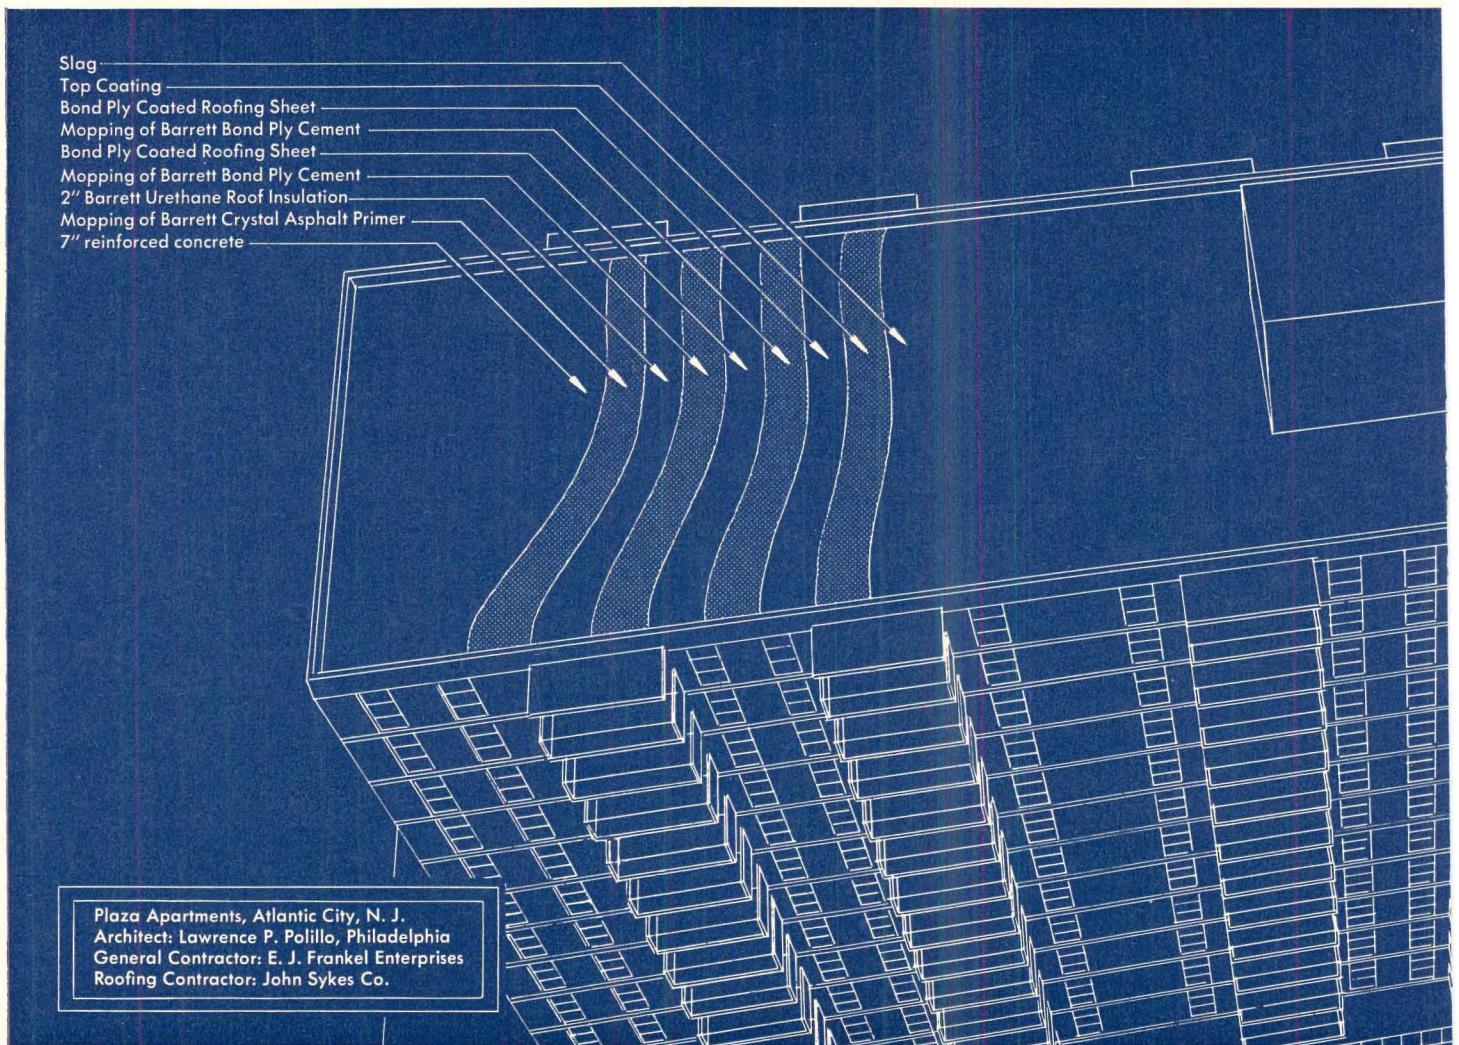 Slag
Top Coating
Bond Ply Coated Roofing Sheet
Mopping of Barrett Bond Ply Cement
Bond Ply Coated Roofing Sheet
Mopping of Barrett Bond Ply Cement
2" Barrett Urethane Roof Insulation
Mopping of Barrett Crystal Asphalt Primer
7" reinforced concrete
Plaza Apartments, Atlantic City, N. J.
Architect: Lawrence P. Polillo, Philadelphia
General Contractor: E. J. Frankel Enterprises
Roofing Contractor: John Sykes Co.